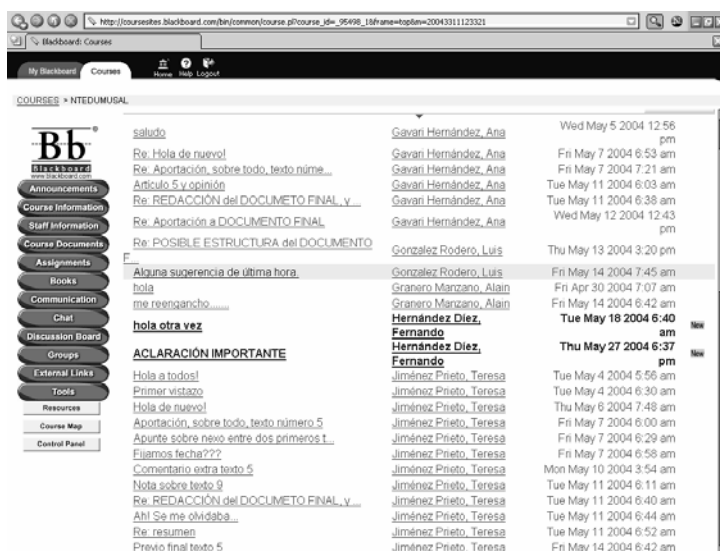 http://coursesites.blackboard.com/bin/common/course.pl?course_id=_95498_1&frame=top&m=20043311123321
Blackboard: Courses
My Blackboard Courses Home Help Logout
COURSES > NTEDUMUSAL
Bb
Blackboard
www.blackboard.com
Announcements
Course Information
Staff Information
Course Documents
Assignments
Books
Communication
Chat
Discussion Board
Groups
External Links
Tools
Resources
Course Map
Control Panel
saludo Gavari Hernández, Ana Wed May 5 2004 12:56 pm
Re: Hola de nuevo! Gavari Hernández, Ana Fri May 7 2004 6:53 am
Re: Aportación, sobre todo, texto núme... Gavari Hernández, Ana Fri May 7 2004 7:21 am
Artículo 5 y opinión Gavari Hernández, Ana Tue May 11 2004 6:03 am
Re: REDACCIÓN del DOCUMETO FINAL, y ... Gavari Hernández, Ana Tue May 11 2004 6:38 am
Re: Aportación a DOCUMENTO FINAL Gavari Hernández, Ana Wed May 12 2004 12:43 pm
Re: POSIBLE ESTRUCTURA del DOCUMENTO F... Gonzalez Rodero, Luis Thu May 13 2004 3:20 pm
Alguna sugerencia de última hora. Gonzalez Rodero, Luis Fri May 14 2004 7:45 am
hola Granero Manzano, Alain Fri Apr 30 2004 7:07 am
me reengancho....... Granero Manzano, Alain Fri May 14 2004 6:42 am
hola otra vez Hernández Díez, Fernando Tue May 18 2004 6:40 am New
ACLARACIÓN IMPORTANTE Hernández Díez, Fernando Thu May 27 2004 6:37 pm New
Hola a todos! Jiménez Prieto, Teresa Tue May 4 2004 5:56 am
Primer vistazo Jiménez Prieto, Teresa Tue May 4 2004 6:30 am
Hola de nuevo! Jiménez Prieto, Teresa Thu May 6 2004 7:48 am
Aportación, sobre todo, texto número 5 Jiménez Prieto, Teresa Fri May 7 2004 6:00 am
Apunte sobre nexo entre dos primeros t... Jiménez Prieto, Teresa Fri May 7 2004 6:29 am
Fijamos fecha??? Jiménez Prieto, Teresa Fri May 7 2004 6:58 am
Comentario extra texto 5 Jiménez Prieto, Teresa Mon May 10 2004 3:54 am
Nota sobre texto 9 Jiménez Prieto, Teresa Tue May 11 2004 6:11 am
Re: REDACCIÓN del DOCUMETO FINAL, y ... Jiménez Prieto, Teresa Tue May 11 2004 6:40 am
Ah! Se me olvidaba... Jiménez Prieto, Teresa Tue May 11 2004 6:44 am
Re: resumen Jiménez Prieto, Teresa Tue May 11 2004 6:52 am
Previo final texto 5 Jiménez Prieto, Teresa Fri May 14 2004 6:42 am